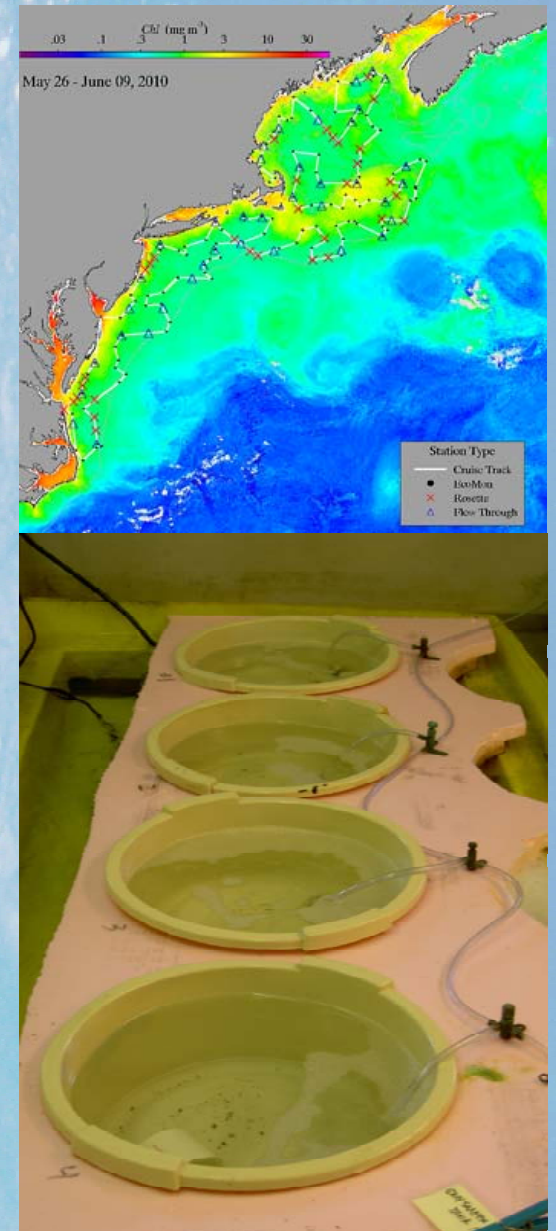 Chl (mg m⁻³)
.03 .1 .3 1 3 10 30
May 26 - June 09, 2010
Station Type
Cruise Track
EcoMon
Rosette
Flow Through
4